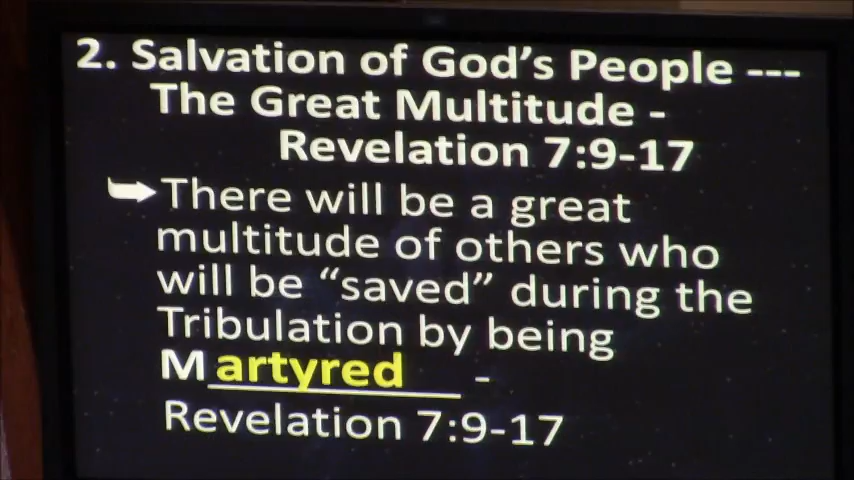 2. Salvation of God's People ---
The Great Multitude -
Revelation 7:9-17
There will be a great
multitude of others who
will be “saved” during the
Tribulation by being
Martyred -
Revelation 7:9-17